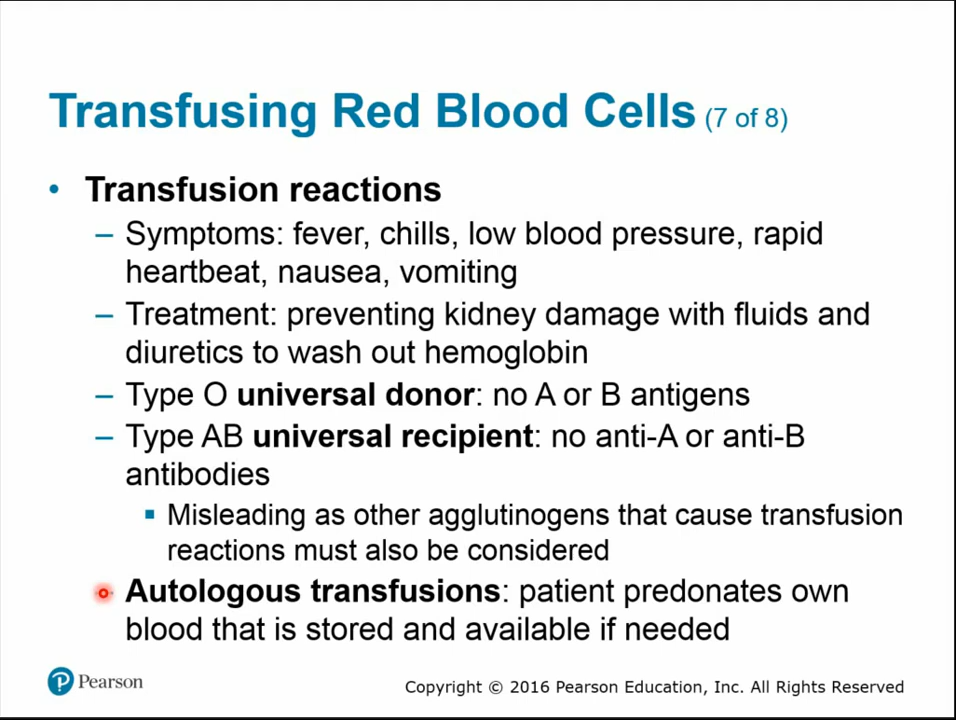 Transfusing Red Blood Cells (7 of 8)
• Transfusion reactions
– Symptoms: fever, chills, low blood pressure, rapid
heartbeat, nausea, vomiting
– Treatment: preventing kidney damage with fluids and
diuretics to wash out hemoglobin
– Type O universal donor: no A or B antigens
– Type AB universal recipient: no anti-A or anti-B
antibodies
▪ Misleading as other agglutinogens that cause transfusion
reactions must also be considered
Autologous transfusions: patient predonates own
blood that is stored and available if needed
P Pearson
Copyright © 2016 Pearson Education, Inc. All Rights Reserved